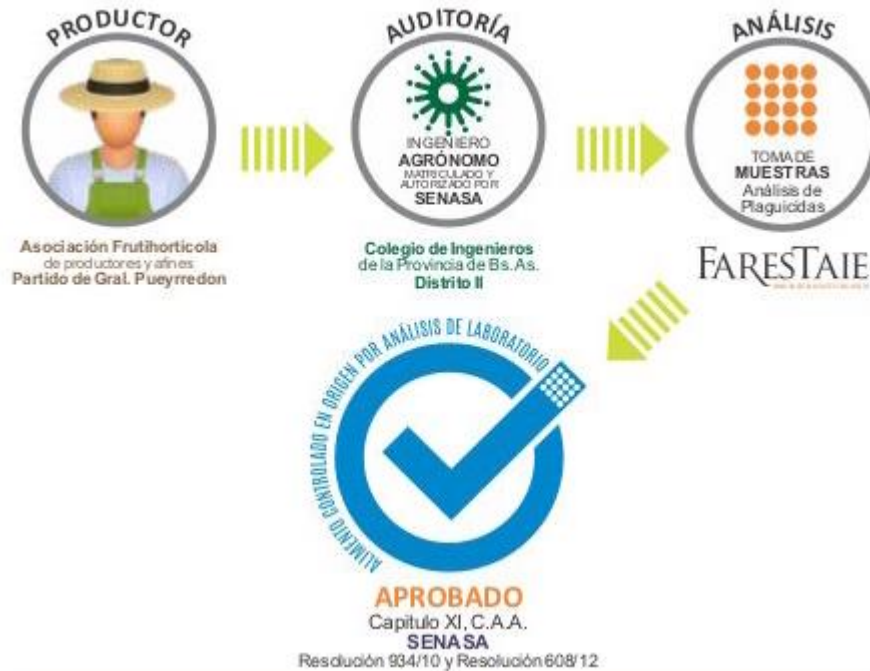 PRODUCTOR
Asociación Frutihortícola
de productores y afines
Partido de Gral. Pueyrredon
AUDITORÍA
INGENIERO
AGRÓNOMO
MATRICULADO Y
AUTORIZADO POR
SENASA
Colegio de Ingenieros
de la Provincia de Bs. As.
Distrito II
ANÁLISIS
TOMA DE
MUESTRAS
Análisis de
Plaguicidas
FARESTAIE
ALIMENTO CONTROLADO EN ORIGEN POR ANÁLISIS DE LABORATORIO
APROBADO
Capitulo XI, C.A.A.
SENASA
Resolución 934/10 y Resolución 608/12